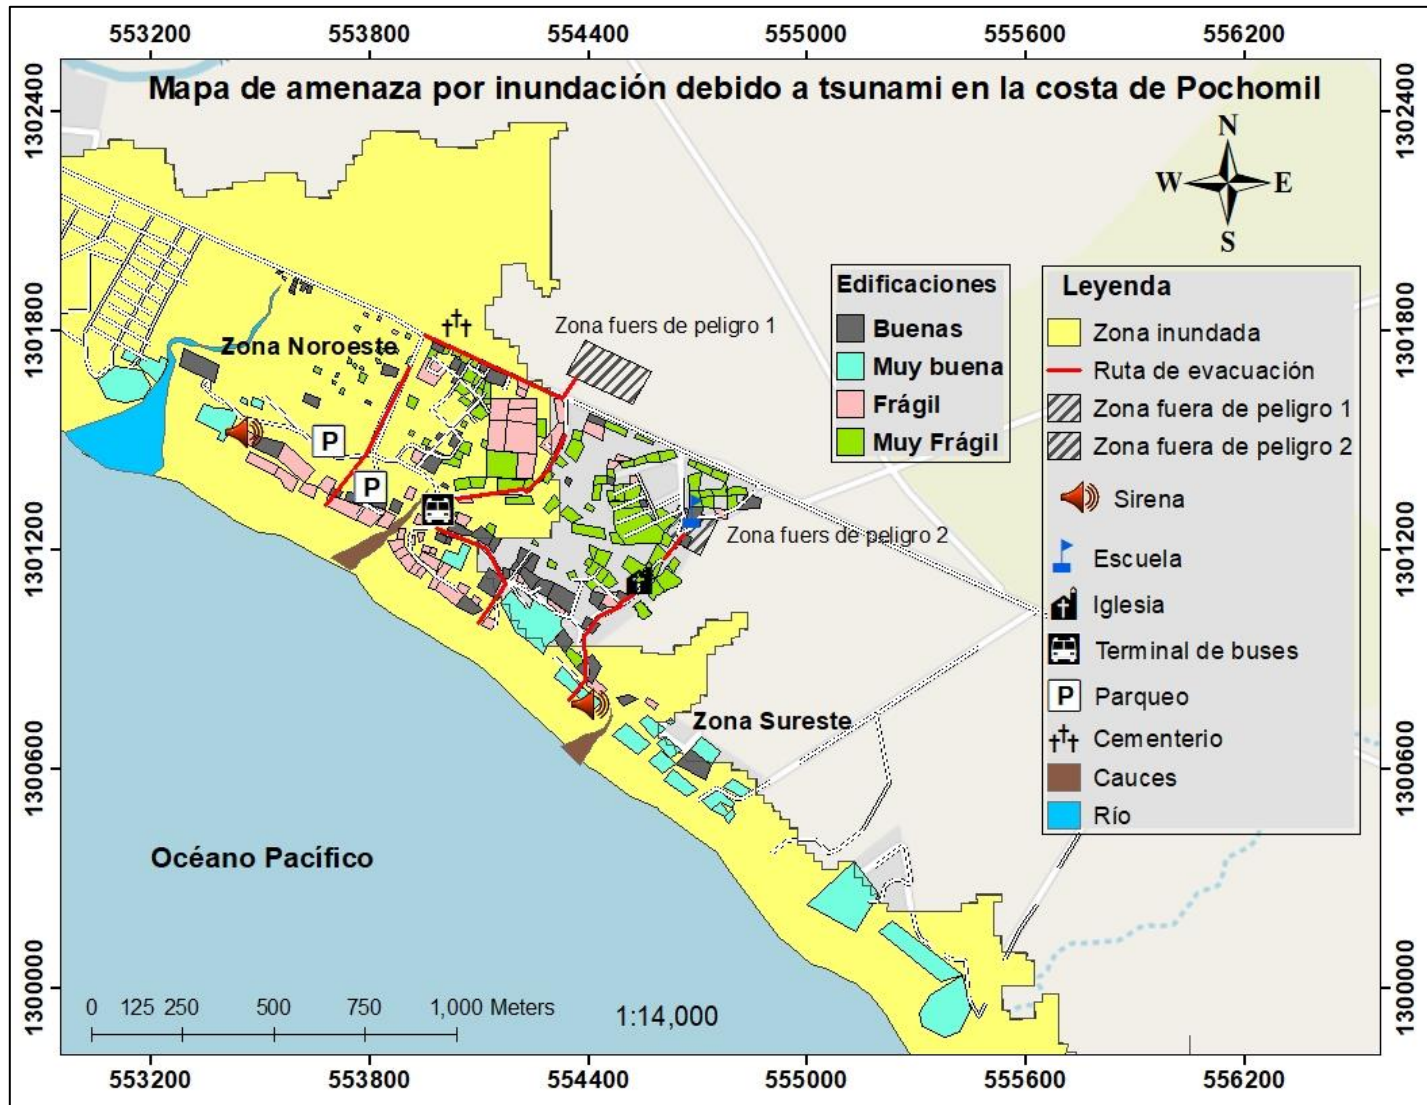 553200 553800 554400 555000 555600 556200
Mapa de amenaza por inundación debido a tsunami en la costa de Pochomil
1302400
1302400
N
W E
S
1301800
1301800
Edificaciones
Buenas
Muy buena
Frágil
Muy Frágil
Leyenda
Zona inundada
Ruta de evacuación
Zona fuera de peligro 1
Zona fuera de peligro 2
Sirena
Escuela
Iglesia
Terminal de buses
P Parqueo
Cementerio
Cauces
Río
Zona fuers de peligro 1
Zona Noroeste
P
P
Zona fuers de peligro 2
1301200
1301200
Zona Sureste
1300600
1300600
Océano Pacífico
1300000
1300000
0 125 250 500 750 1,000 Meters
1:14,000
553200 553800 554400 555000 555600 556200